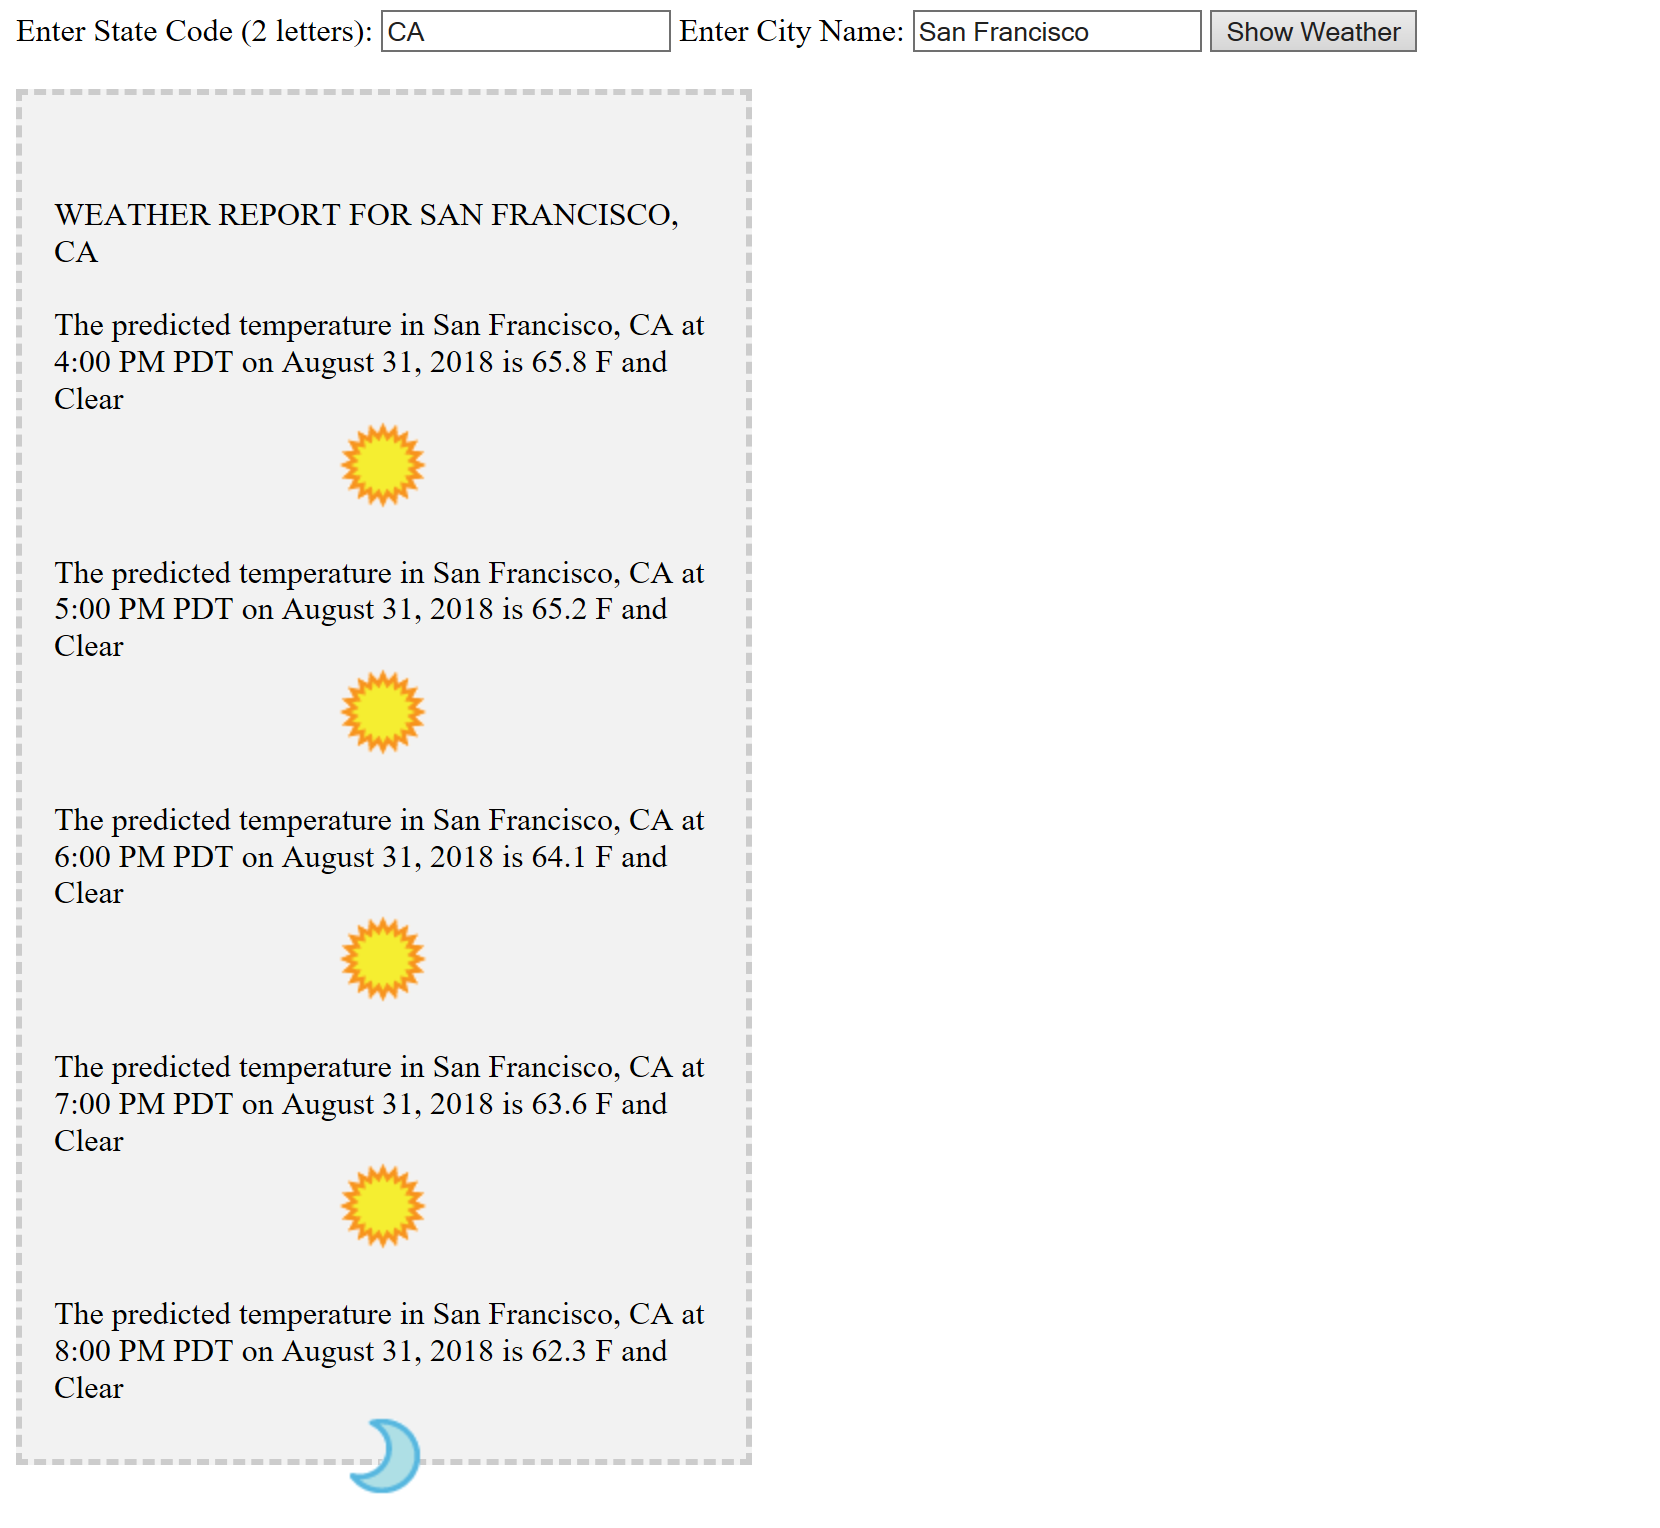 Enter State Code (2 letters): CA Enter City Name: San Francisco Show Weather
WEATHER REPORT FOR SAN FRANCISCO,
CA
The predicted temperature in San Francisco, CA at
4:00 PM PDT on August 31, 2018 is 65.8 F and
Clear
The predicted temperature in San Francisco, CA at
5:00 PM PDT on August 31, 2018 is 65.2 F and
Clear
The predicted temperature in San Francisco, CA at
6:00 PM PDT on August 31, 2018 is 64.1 F and
Clear
The predicted temperature in San Francisco, CA at
7:00 PM PDT on August 31, 2018 is 63.6 F and
Clear
The predicted temperature in San Francisco, CA at
8:00 PM PDT on August 31, 2018 is 62.3 F and
Clear